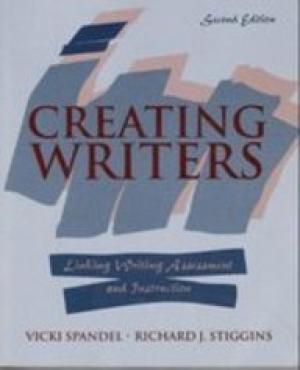 Second Edition
CREATING
WRITERS
Linking Writing Assessment
and Instruction
VICKI SPANDEL · RICHARD J. STIGGINS